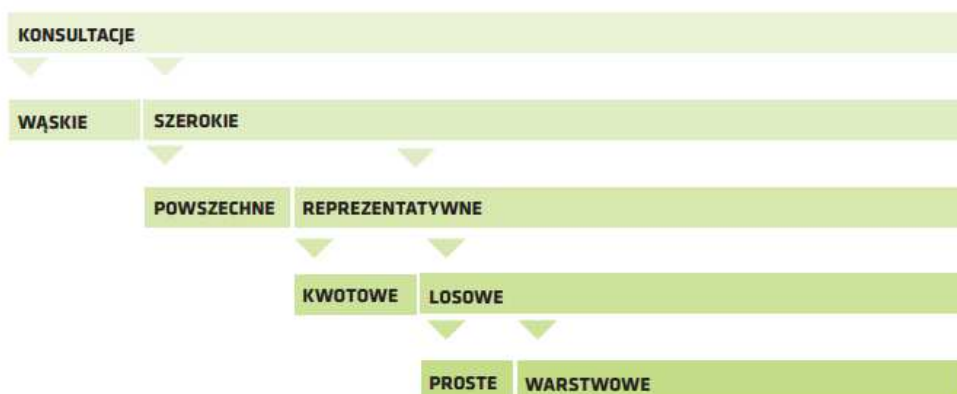 KONSULTACJE
WĄSKIE SZEROKIE
POWSZECHNE REPREZENTATYWNE
KWOTOWE LOSOWE
PROSTE WARSTWOWE